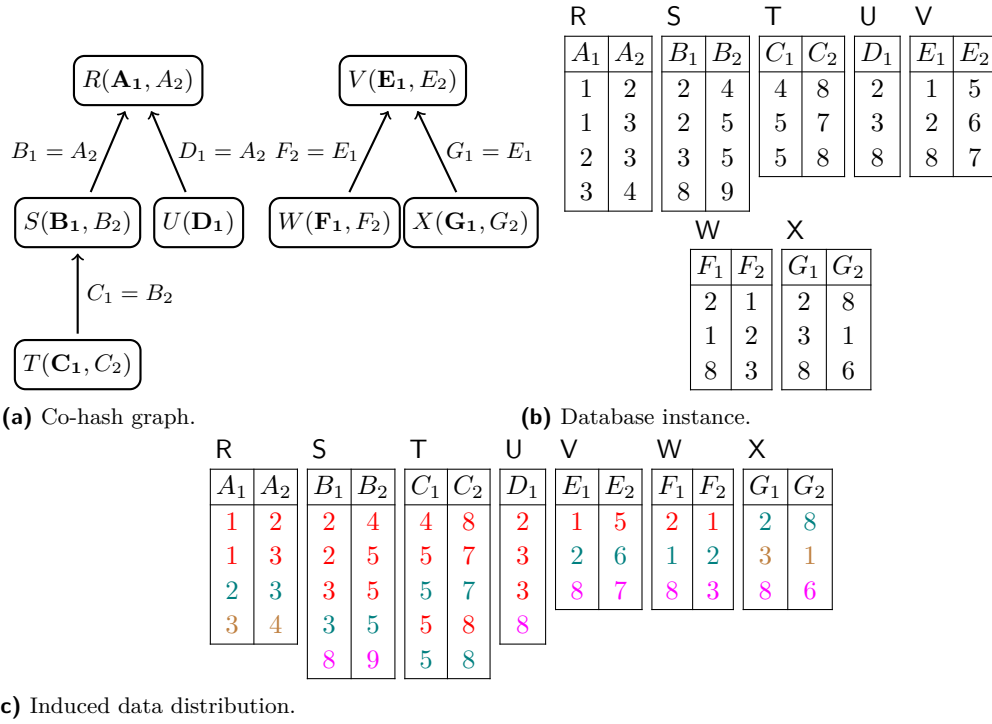 R(A₁, A₂)
V(E₁, E₂)
B₁ = A₂
D₁ = A₂
F₂ = E₁
G₁ = E₁
S(B₁, B₂)
U(D₁)
W(F₁, F₂)
X(G₁, G₂)
C₁ = B₂
T(C₁, C₂)
(a) Co-hash graph.
R S T U V
A₁ A₂ B₁ B₂ C₁ C₂ D₁ E₁ E₂
1 2 2 4 4 8 2 1 5
1 3 2 5 5 7 3 2 6
2 3 3 5 5 8 8 8 7
3 4 8 9
W X
F₁ F₂ G₁ G₂
2 1 2 8
1 2 3 1
8 3 8 6
(b) Database instance.
R S T U V W X
A₁ A₂ B₁ B₂ C₁ C₂ D₁ E₁ E₂ F₁ F₂ G₁ G₂
1 2 2 4 4 8 2 1 5 2 1 2 8
1 3 2 5 5 7 3 2 6 1 2 3 1
2 3 3 5 5 7 3 8 7 8 3 8 6
3 4 3 5 5 8 8
8 9 5 8
c) Induced data distribution.